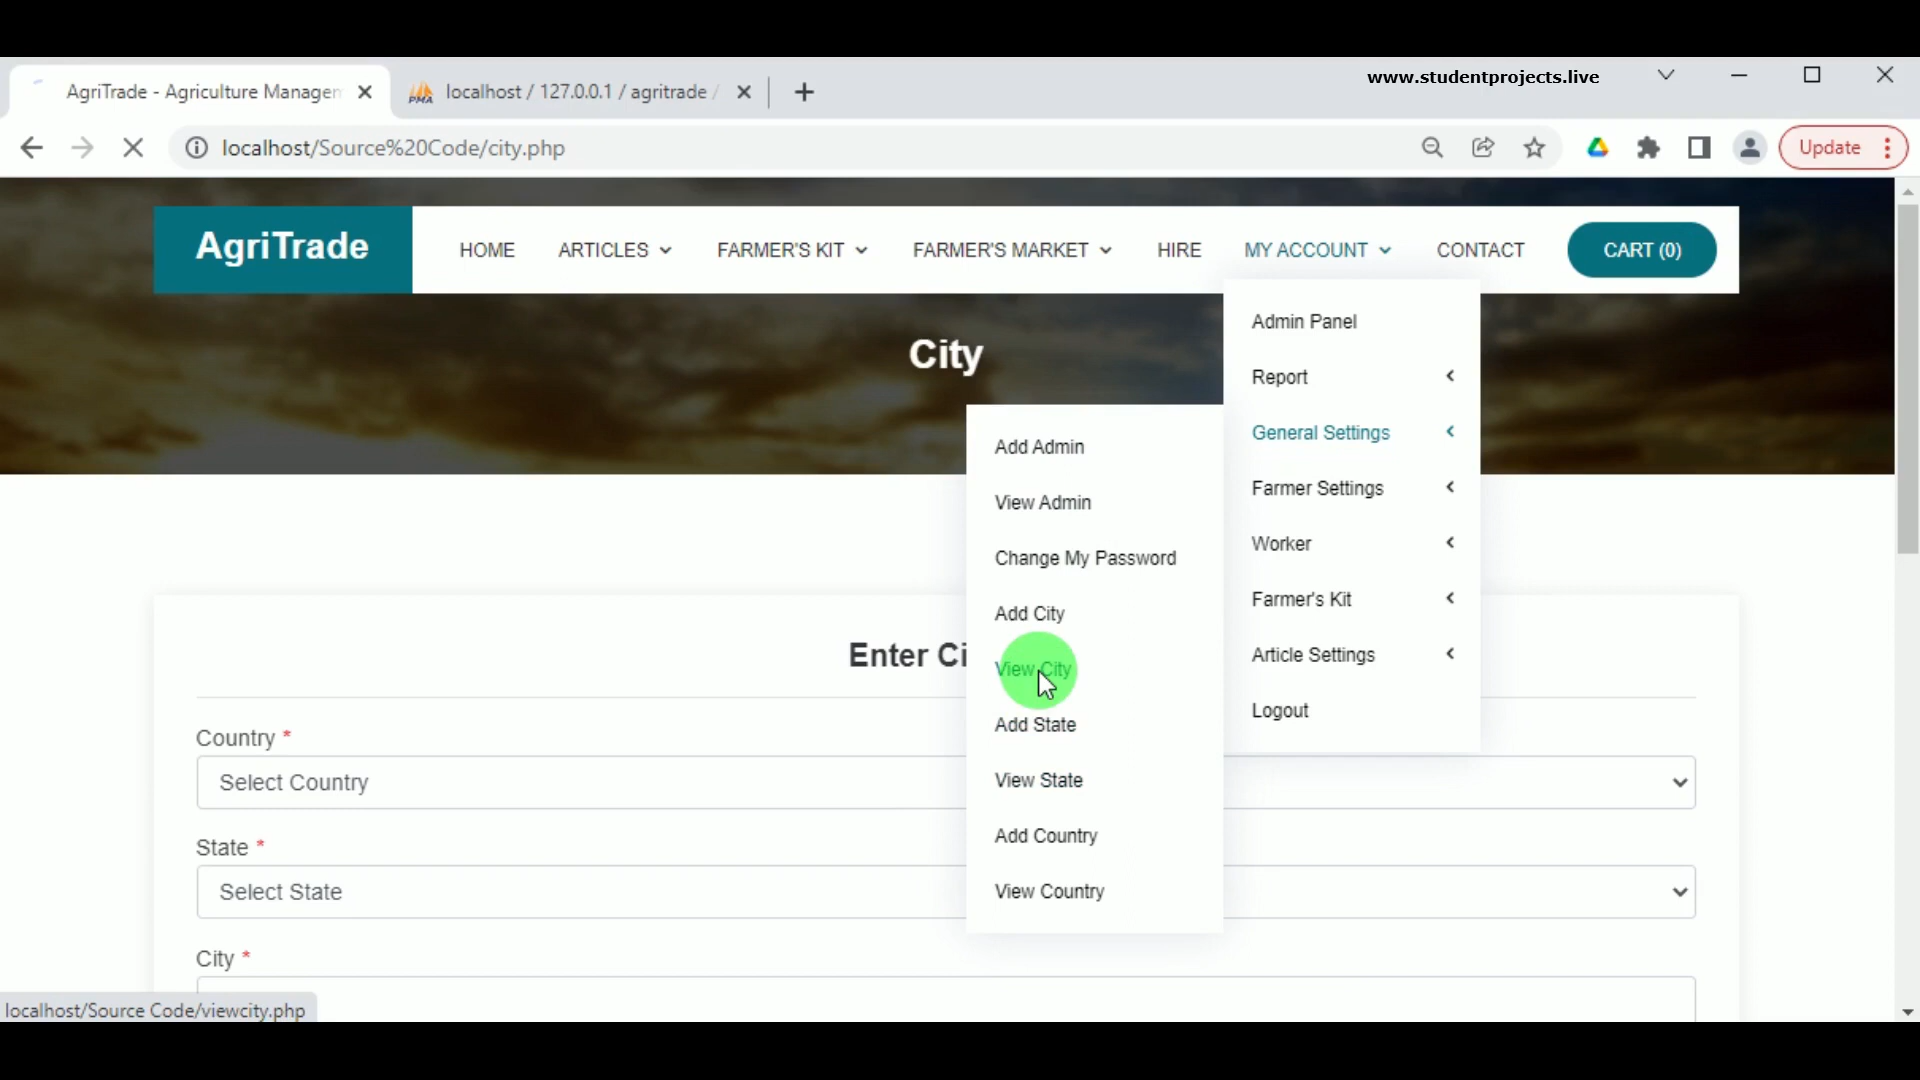 www.studentprojects.live
AgriTrade - Agriculture Managem
localhost / 127.0.0.1 / agritrade /
localhost/Source%20Code/city.php
Update
AgriTrade
HOME
ARTICLES
FARMER'S KIT
FARMER'S MARKET
HIRE
MY ACCOUNT
CONTACT
CART (0)
City
Admin Panel
Report
General Settings
Farmer Settings
Worker
Farmer's Kit
Article Settings
Logout
Add Admin
View Admin
Change My Password
Add City
View City
Add State
View State
Add Country
View Country
Enter Ci
Country *
Select Country
State *
Select State
City *
localhost/Source Code/viewcity.php